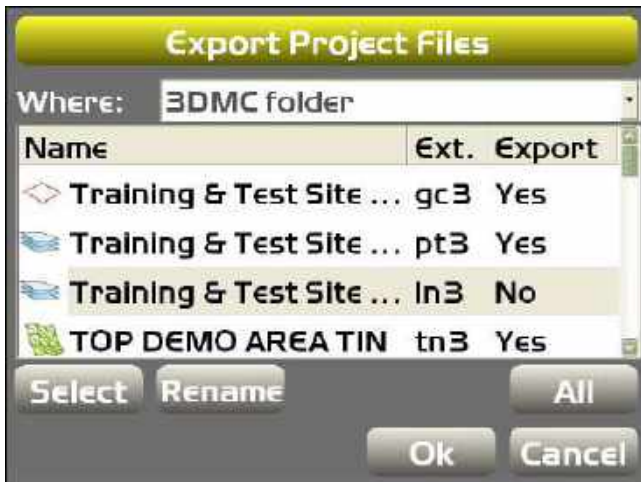 Export Project Files
Where: 3DMC folder
Name Ext. Export
Training & Test Site ... gc3 Yes
Training & Test Site ... pt3 Yes
Training & Test Site ... ln3 No
TOP DEMO AREA TIN tn3 Yes
Select Rename All
Ok Cancel